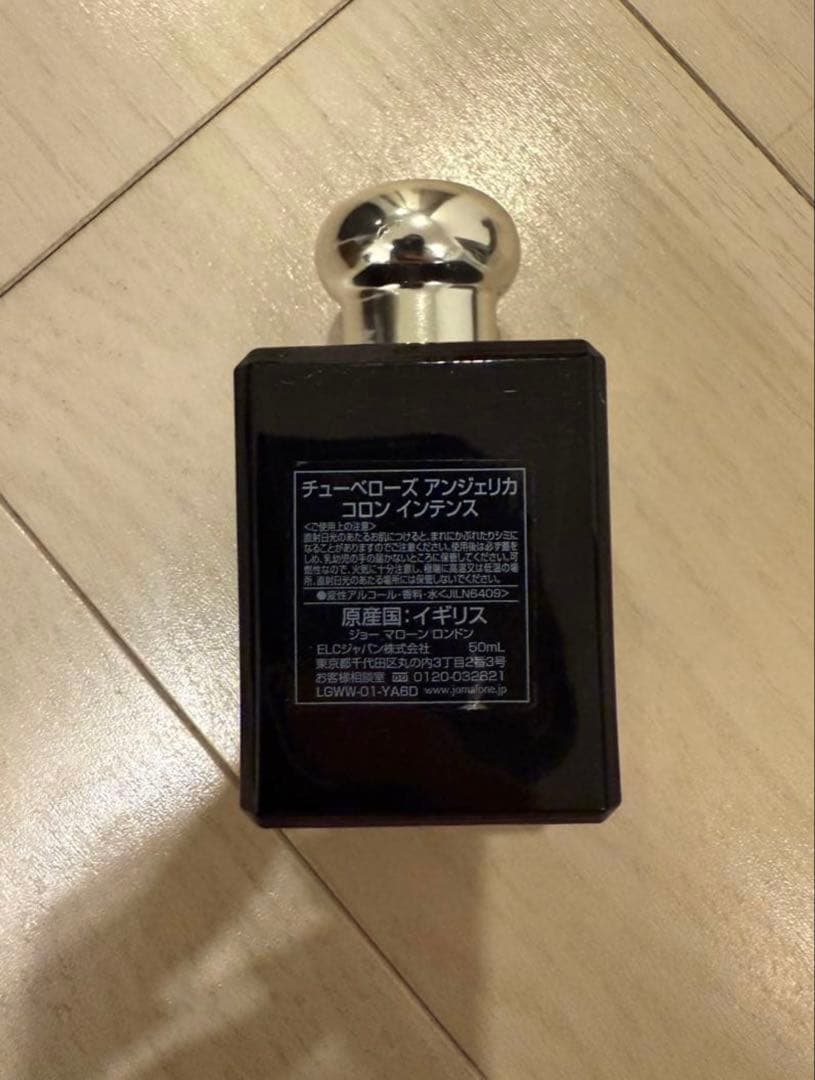 チューベローズ アンジェリカ
コロン インテンス
<ご使用上の注意>
直射日光のあたるお肌につけると、まれにかぶれたりシミに
なることがありますのでご注意ください。使用後は必ず蓋を
しめ、乳幼児の手の届かないところに保管してください。可
燃性なので、火気に十分注意し、極端に高温又は低温の場
所、直射日光のあたる場所には保管しないでください。
●変性アルコール・香料・水<JILN6409>
原産国：イギリス
ジョー マローン ロンドン
ELCジャパン株式会社 50mL
東京都千代田区丸の内3丁目2番3号
お客様相談室 0120-032821
LGWW-01-YA6D www.jomalone.jp